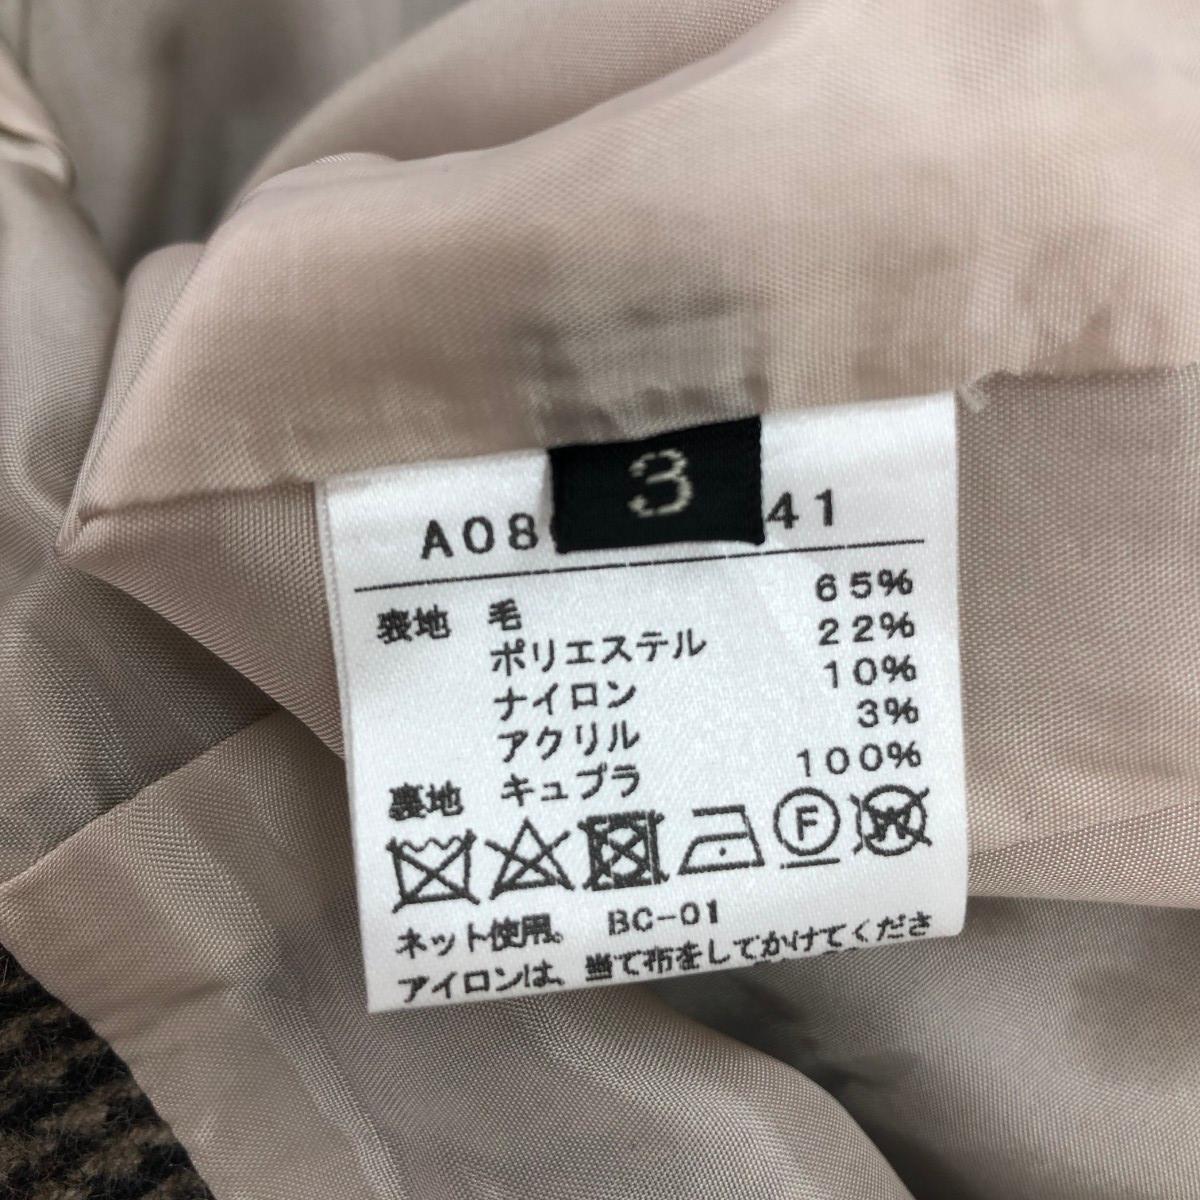 3
A08 41
表地 毛 65%
ポリエステル 22%
ナイロン 10%
アクリル 3%
裏地 キュプラ 100%
F W
ネット使用。 BC-01
アイロンは、当て布をしてかけてくださ